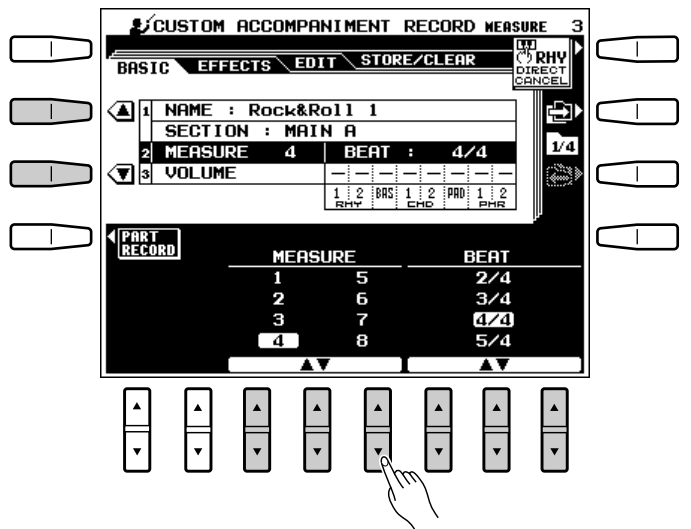 CUSTOM ACCOMPANIMENT RECORD MEASURE 3
BASIC EFFECTS EDIT STORE/CLEAR
RHY
DIRECT
CANCEL
1 NAME : Rock&Roll 1
SECTION : MAIN A
2 MEASURE 4 BEAT : 4/4
3 VOLUME – – – – – – – –
1 2 BAS 1 2 PAD 1 2
RHY CHD PHR
1/4
PART
RECORD
MEASURE BEAT
1 5 2/4
2 6 3/4
3 7 4/4
4 8 5/4